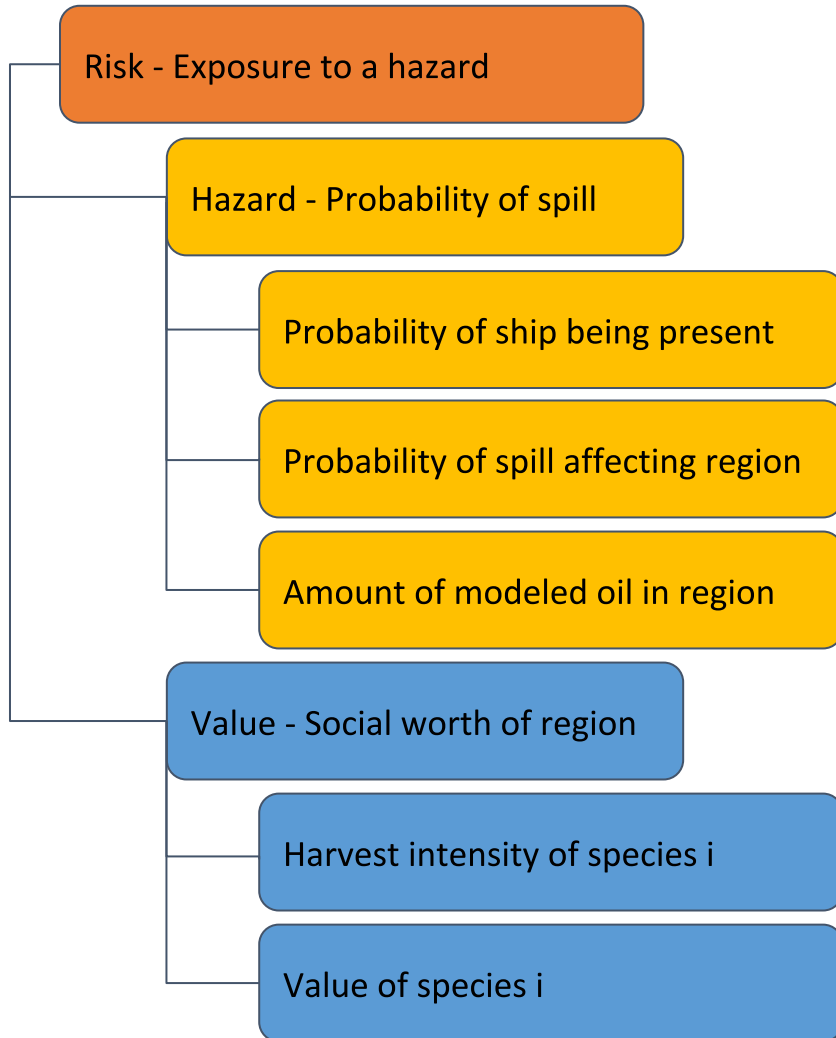 Risk - Exposure to a hazard
Hazard - Probability of spill
Probability of ship being present
Probability of spill affecting region
Amount of modeled oil in region
Value - Social worth of region
Harvest intensity of species i
Value of species i